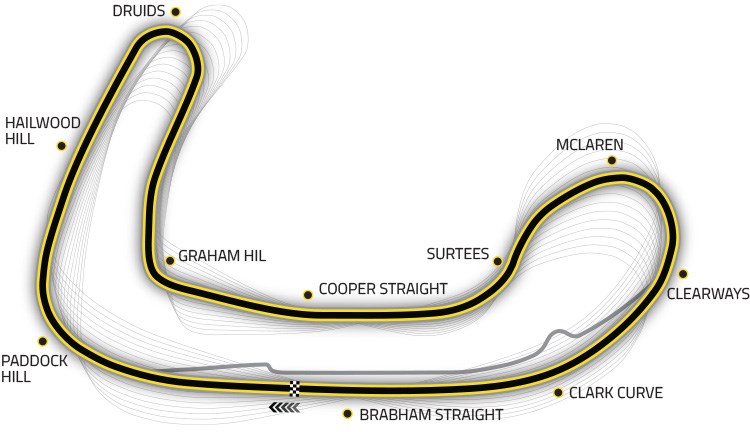 DRUIDS
HAILWOOD
HILL
MCLAREN
GRAHAM HIL
SURTEES
COOPER STRAIGHT
CLEARWAYS
PADDOCK
HILL
CLARK CURVE
BRABHAM STRAIGHT